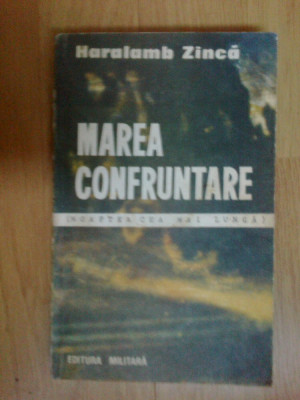 Haralamb Zincă
MAREA
CONFRUNTARE
(NOAPTEA CEA MAI LUNGĂ)
EDITURA MILITARĂ